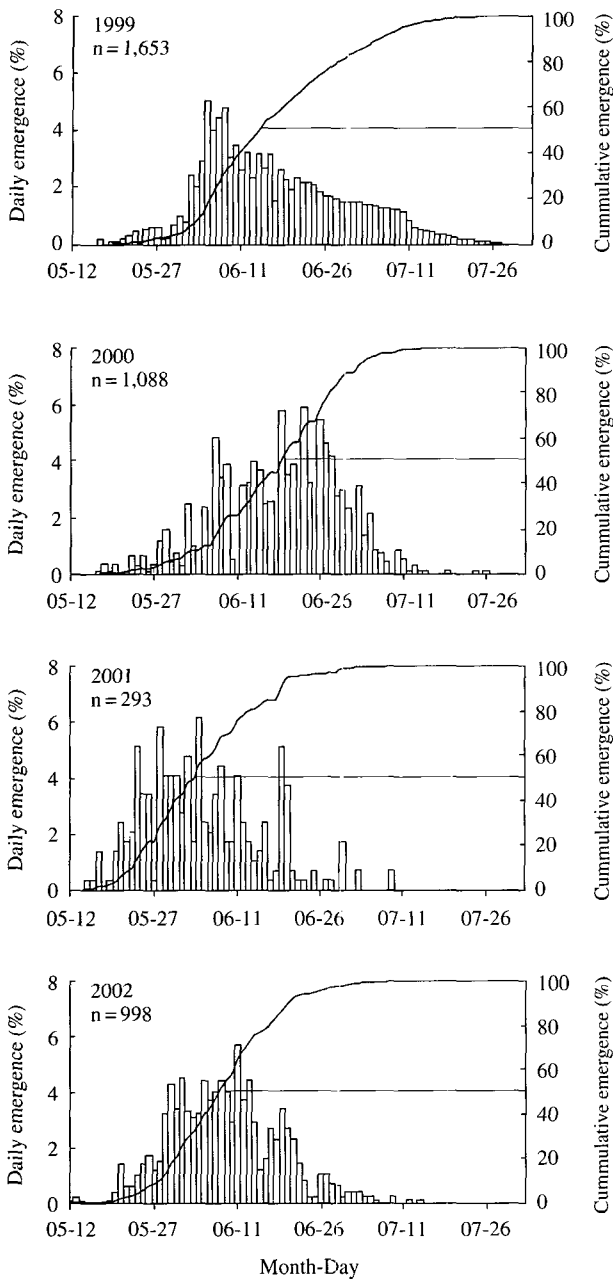 1999
n = 1,653
Daily emergence (%)
8
6
4
2
0
Cummulative emergence (%)
100
80
60
40
20
0
05-12 05-27 06-11 06-26 07-11 07-26
2000
n = 1,088
Daily emergence (%)
8
6
4
2
0
Cummulative emergence (%)
100
80
60
40
20
0
05-12 05-27 06-11 06-25 07-11 07-26
2001
n = 293
Daily emergence (%)
8
6
4
2
0
Cummulative emergence (%)
100
80
60
40
20
0
05-12 05-27 06-11 06-26 07-11 07-26
2002
n = 998
Daily emergence (%)
8
6
4
2
0
Cummulative emergence (%)
100
80
60
40
20
0
05-12 05-27 06-11 06-26 07-11 07-26
Month-Day